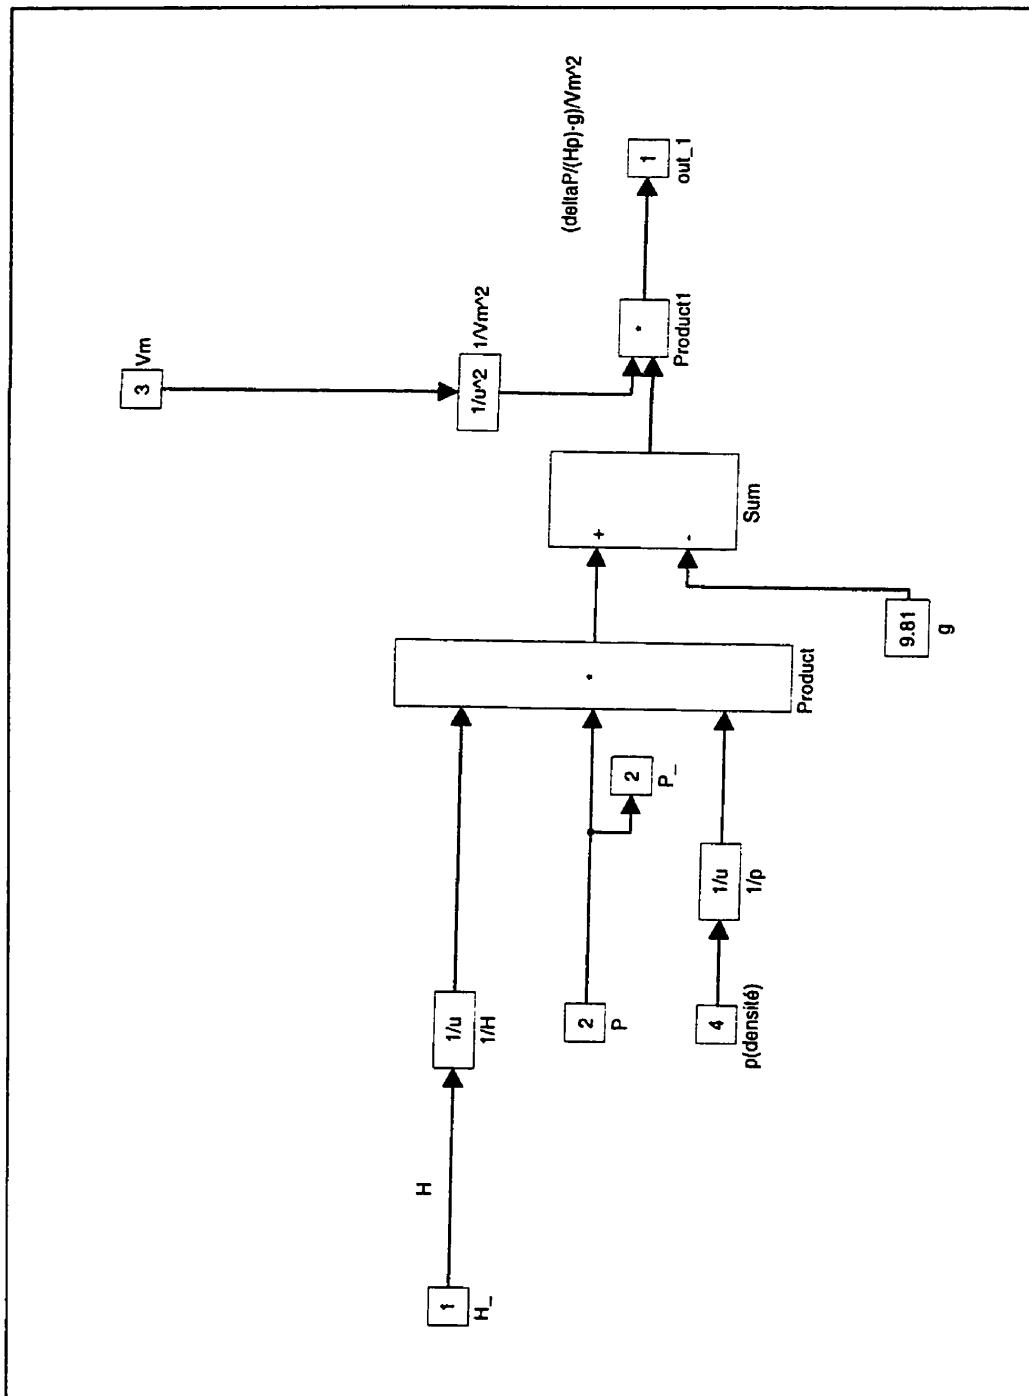 3
Vm
1/u^2
1/Vm^2
(deltaP/(Hp)-g)/Vm^2
1
out_1
*
Product1
+
-
Sum
9.81
g
*
Product
H
1
H_
1/u
1/H
2
P
2
P_
4
p(densité)
1/u
1/p